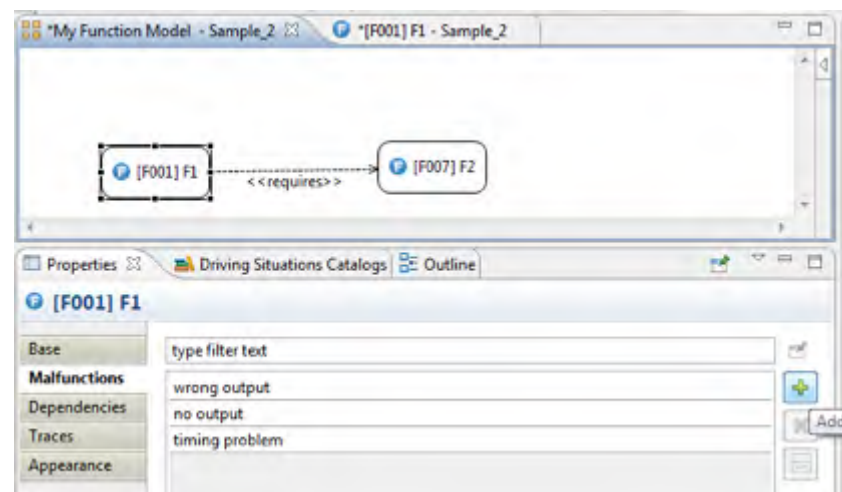 *My Function Model - Sample_2 *[F001] F1 - Sample_2
[F001] F1 <<requires>> [F007] F2
Properties Driving Situations Catalogs Outline
[F001] F1
Base type filter text
Malfunctions wrong output
Dependencies no output
Traces timing problem
Appearance
Add